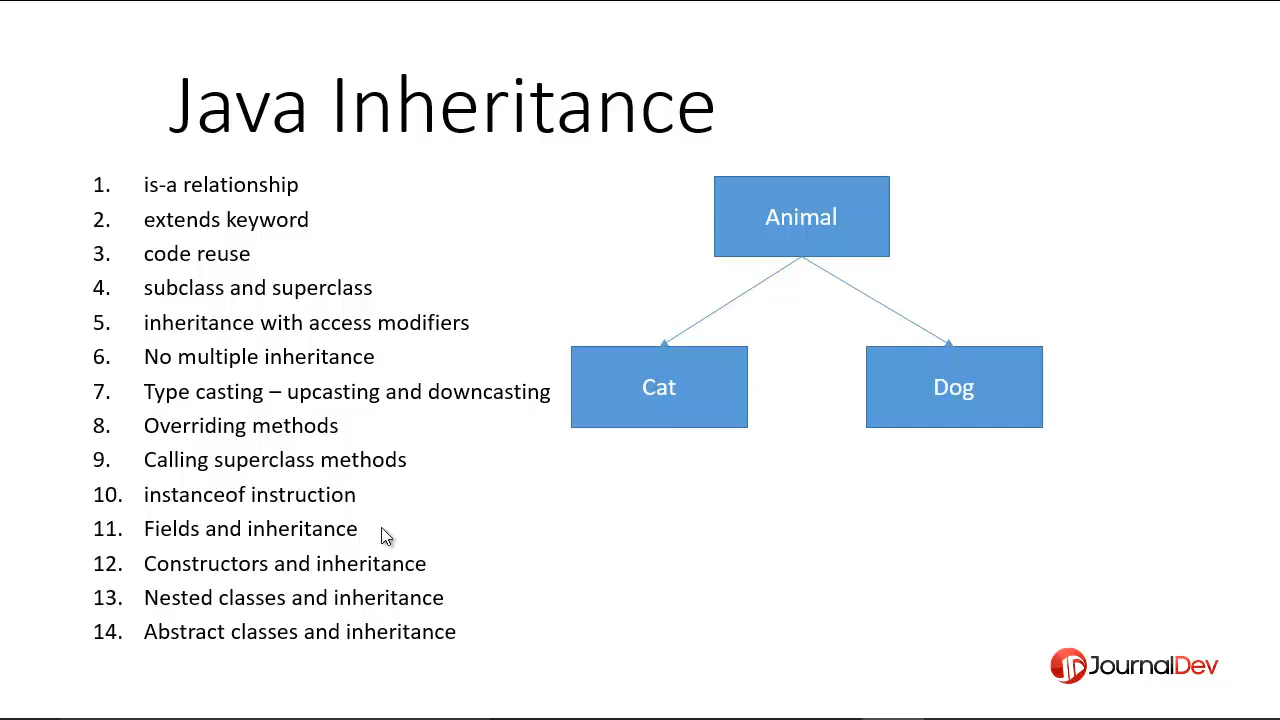 Java Inheritance
1. is-a relationship
2. extends keyword
3. code reuse
4. subclass and superclass
5. inheritance with access modifiers
6. No multiple inheritance
7. Type casting – upcasting and downcasting
8. Overriding methods
9. Calling superclass methods
10. instanceof instruction
11. Fields and inheritance
12. Constructors and inheritance
13. Nested classes and inheritance
14. Abstract classes and inheritance
Animal
Cat
Dog
JournalDev